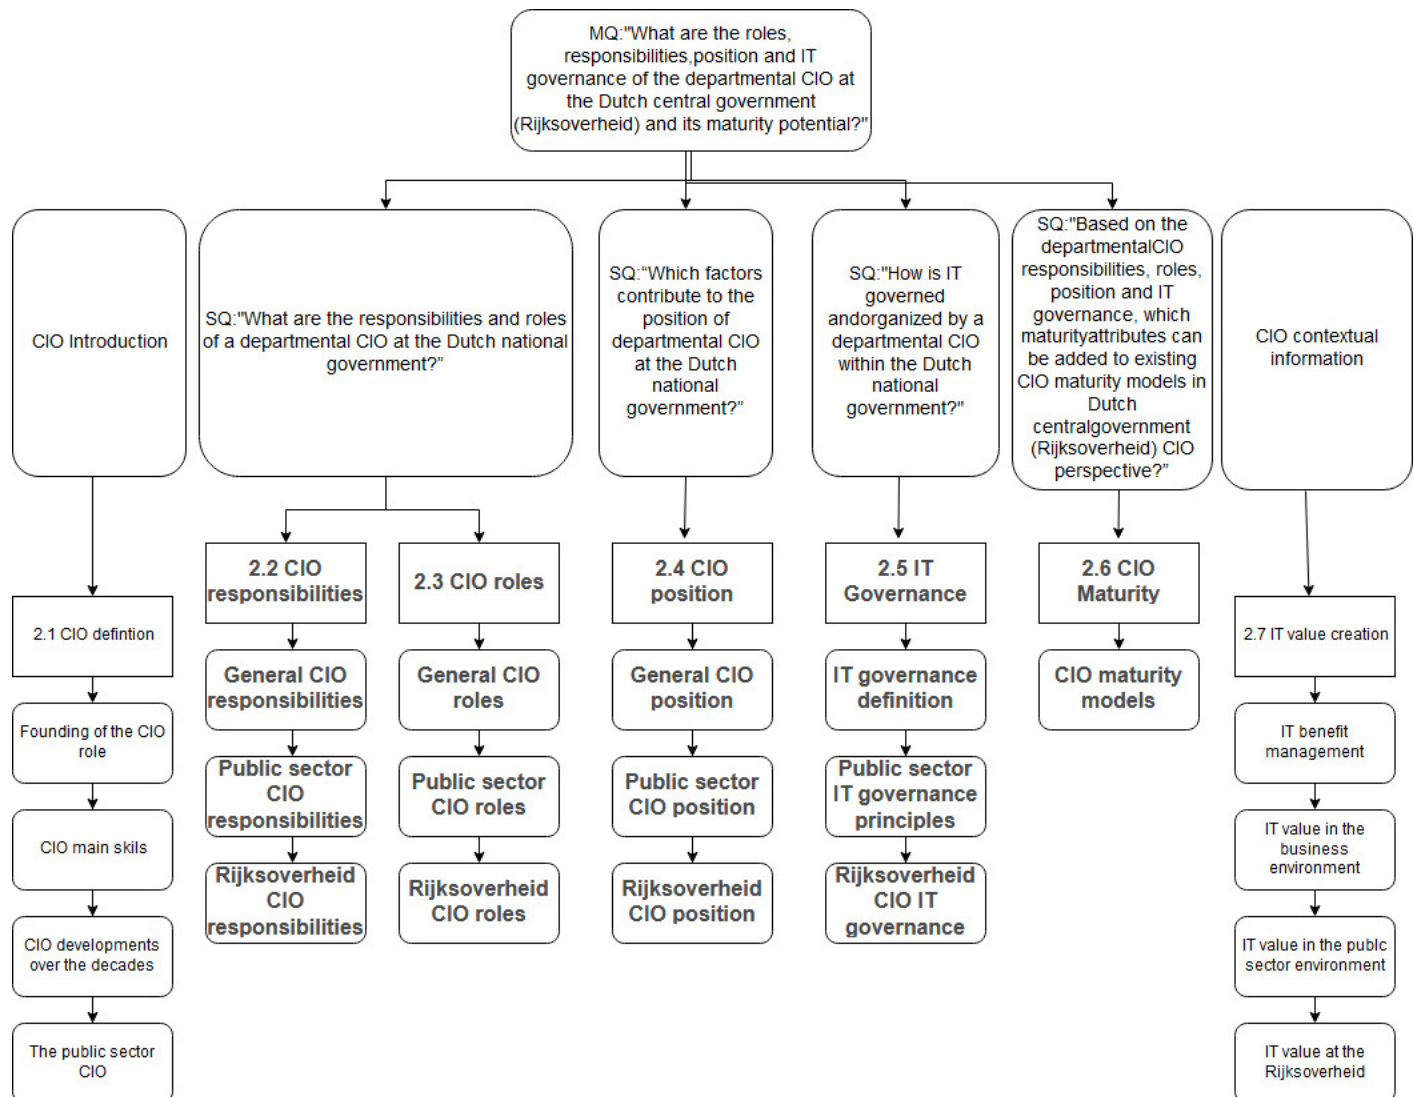 MQ:"What are the roles,
responsibilities,position and IT
governance of the departmental CIO at
the Dutch central government
(Rijksoverheid) and its maturity potential?"
CIO Introduction
SQ:"What are the responsibilities and roles
of a departmental CIO at the Dutch national
government?”
SQ:“Which factors
contribute to the
position of
departmental CIO
at the Dutch
national
government?”
SQ:"How is IT
governed
andorganized by a
departmental CIO
within the Dutch
national
government?"
SQ:"Based on the
departmentalCIO
responsibilities, roles,
position and IT
governance, which
maturityattributes can
be added to existing
CIO maturity models in
Dutch
centralgovernment
(Rijksoverheid) CIO
perspective?”
CIO contextual
information
2.1 CIO defintion
Founding of the CIO
role
CIO main skils
CIO developments
over the decades
The public sector
CIO
2.2 CIO
responsibilities
General CIO
responsibilities
Public sector
CIO
responsibilities
Rijksoverheid
CIO
responsibilities
2.3 CIO roles
General CIO
roles
Public sector
CIO roles
Rijksoverheid
CIO roles
2.4 CIO
position
General CIO
position
Public sector
CIO position
Rijksoverheid
CIO position
2.5 IT
Governance
IT governance
definition
Public sector
IT governance
principles
Rijksoverheid
CIO IT
governance
2.6 CIO
Maturity
CIO maturity
models
2.7 IT value creation
IT benefit
management
IT value in the
business
environment
IT value in the publc
sector environment
IT value at the
Rijksoverheid